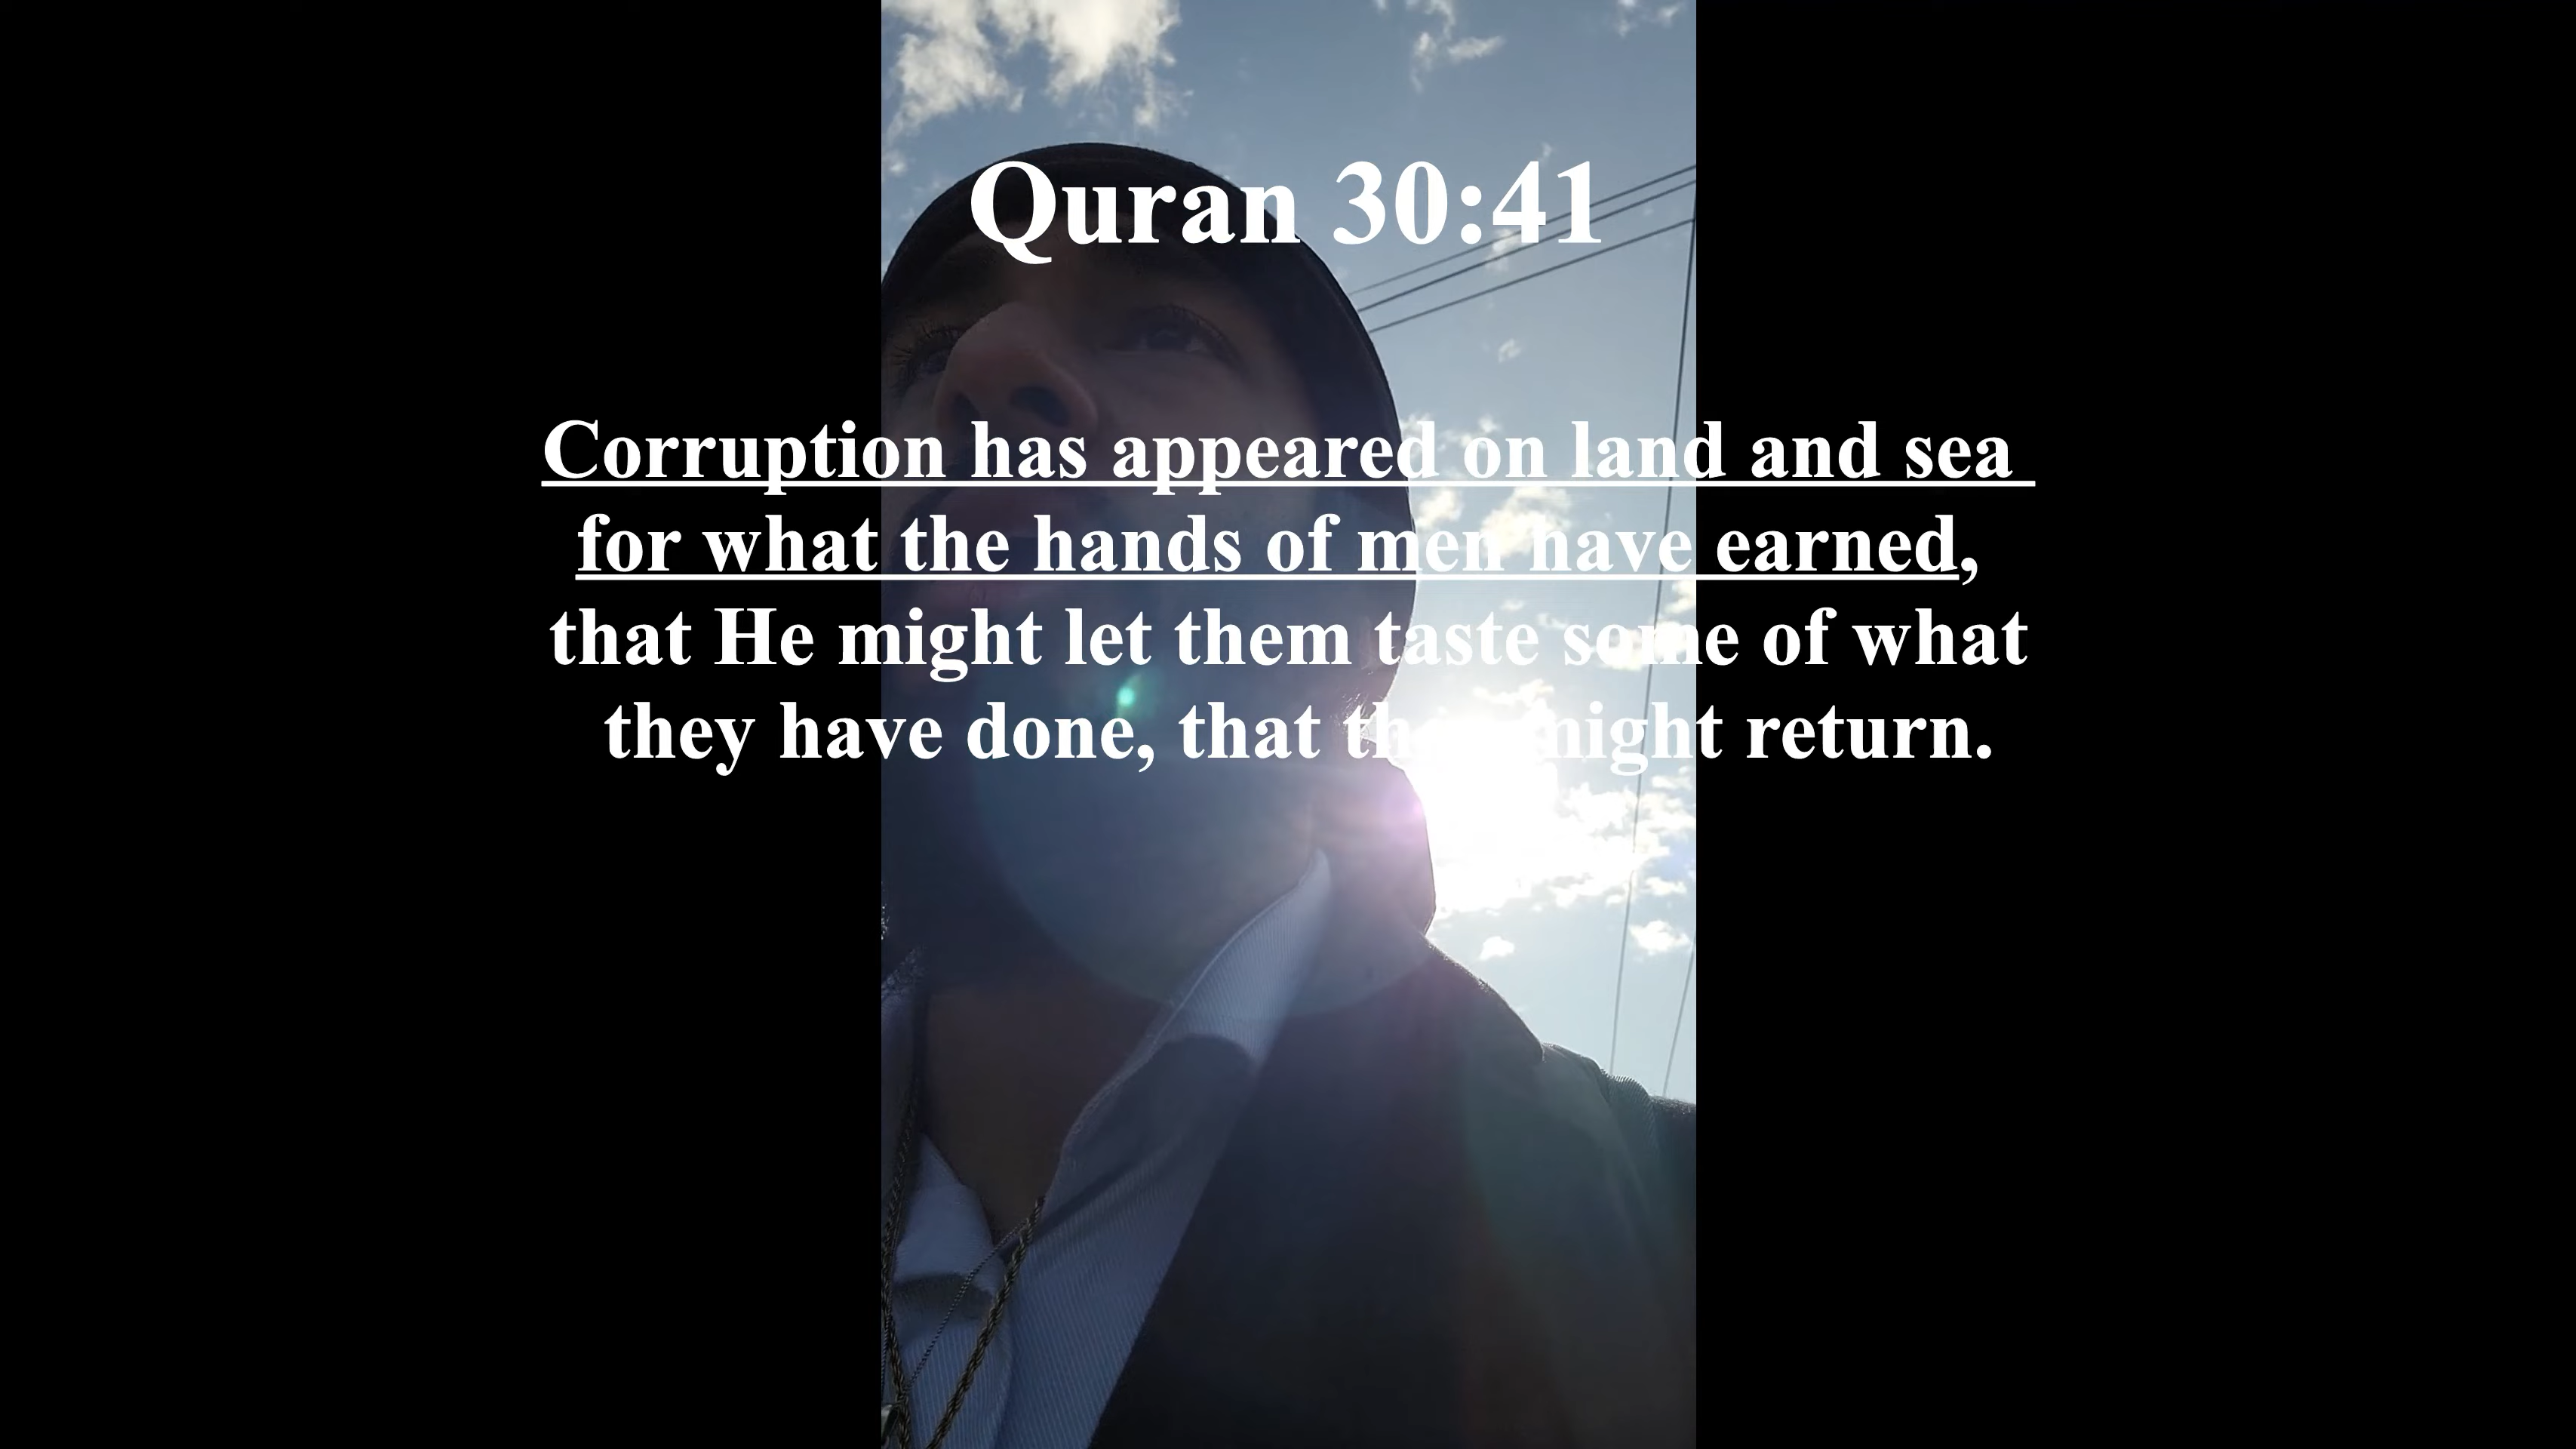 Quran 30:41
Corruption has appeared on land and sea
for what the hands of men have earned,
that He might let them taste some of what
they have done, that they might return.